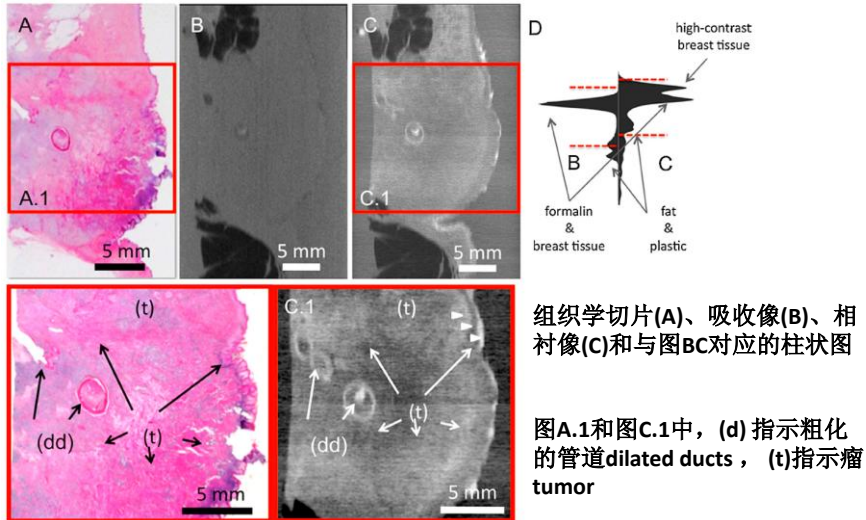 A
B
C
D
high-contrast
breast tissue
B
C
A.1
C.1
5 mm
5 mm
5 mm
formalin
&
breast tissue
fat
&
plastic
(t)
(dd)
(t)
5 mm
C.1
(t)
(dd)
(t)
5 mm
组织学切片(A)、吸收像(B)、相
衬像(C)和与图BC对应的柱状图
图A.1和图C.1中，(d) 指示粗化
的管道dilated ducts ， (t)指示瘤
tumor